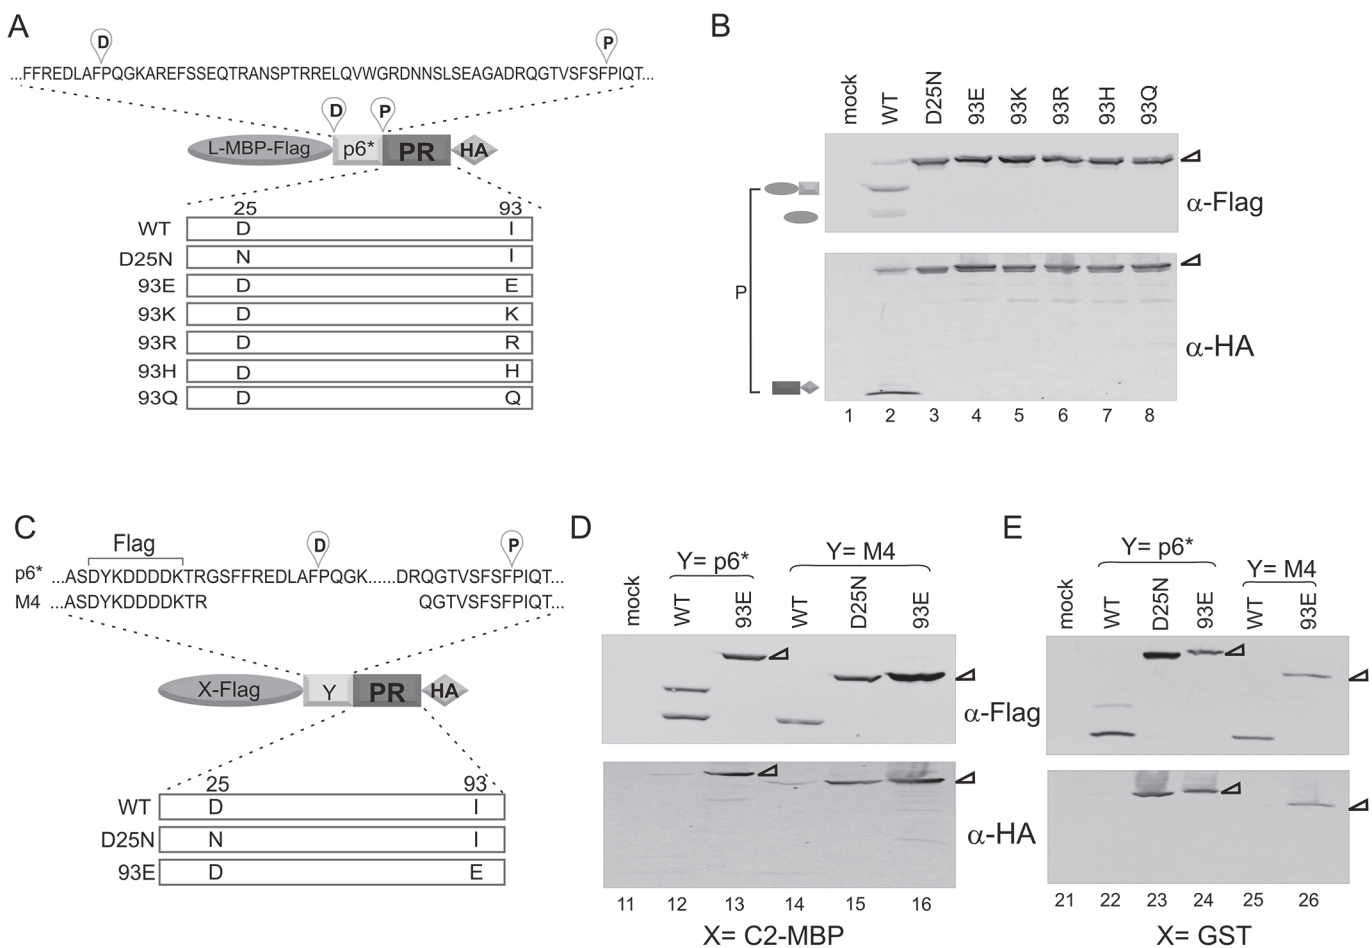 A
D P
...FFREDLAFPQGKAREFSSEQTRANSPTRRELQVWGRDNNSLSEAGADRQGTVSFSFPIQT...
D P
L-MBP-Flag p6* PR HA
25 93
WT D I
D25N N I
93E D E
93K D K
93R D R
93H D H
93Q D Q
B
mock WT D25N 93E 93K 93R 93H 93Q
α-Flag
P
α-HA
1 2 3 4 5 6 7 8
C
Flag D P
p6* ...ASDYKDDDDKTRGSFFREDLAFPQGK......DRQGTVSFSFPIQT...
M4 ...ASDYKDDDDKTR QGTVSFSFPIQT...
X-Flag Y PR HA
25 93
WT D I
D25N N I
93E D E
D
Y= p6* Y= M4
mock WT 93E WT D25N 93E
α-Flag
α-HA
11 12 13 14 15 16
X= C2-MBP
E
Y= p6* Y= M4
mock WT D25N 93E WT 93E
21 22 23 24 25 26
X= GST